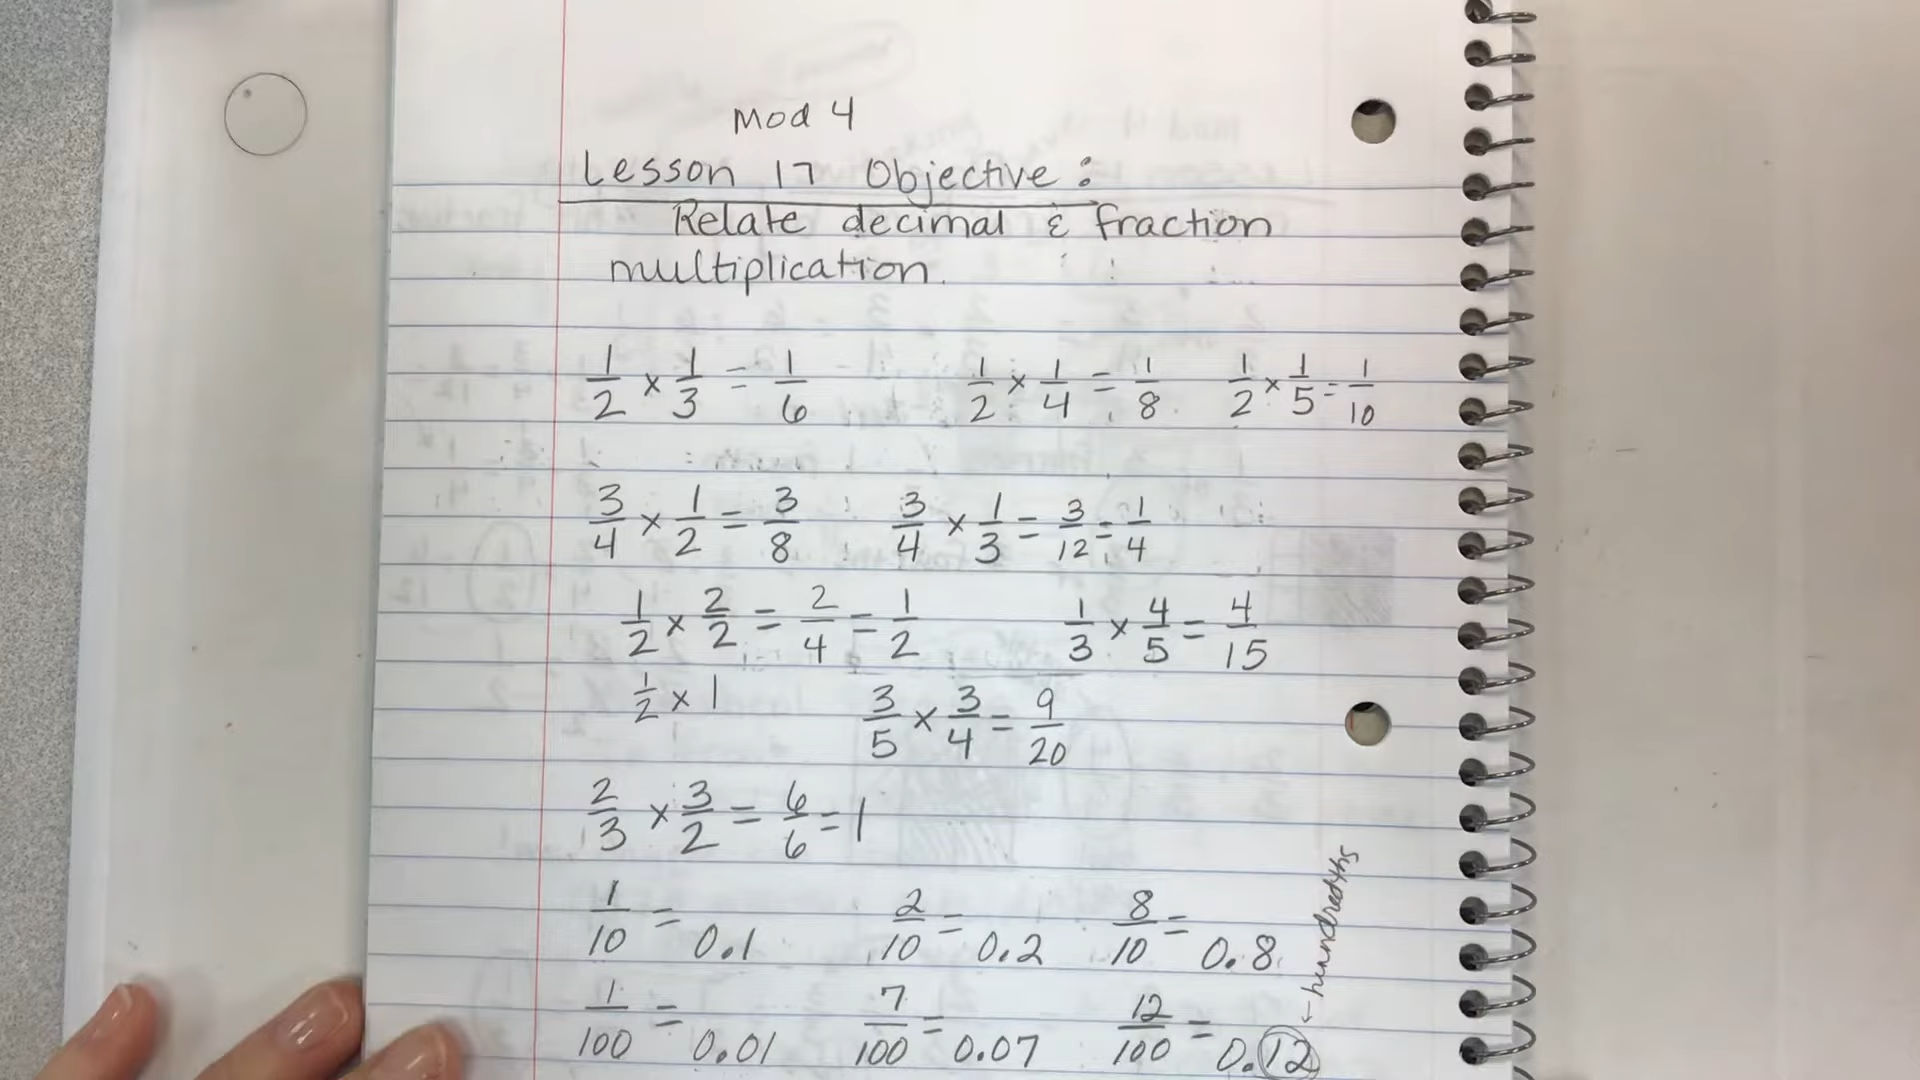 Mod 4
Lesson 17 Objective:
Relate decimal & fraction
multiplication.
1/2 × 1/3 = 1/6 1/2 × 1/4 = 1/8 1/2 × 1/5 = 1/10
3/4 × 1/2 = 3/8 3/4 × 1/3 = 3/12 = 1/4
1/2 × 2/2 = 2/4 = 1/2 1/3 × 4/5 = 4/15
1/2 × 1 3/5 × 3/4 = 9/20
2/3 × 3/2 = 6/6 = 1
1/10 = 0.1 2/10 = 0.2 8/10 = 0.8
1/100 = 0.01 7/100 = 0.07 12/100 = 0.12 ← hundredths